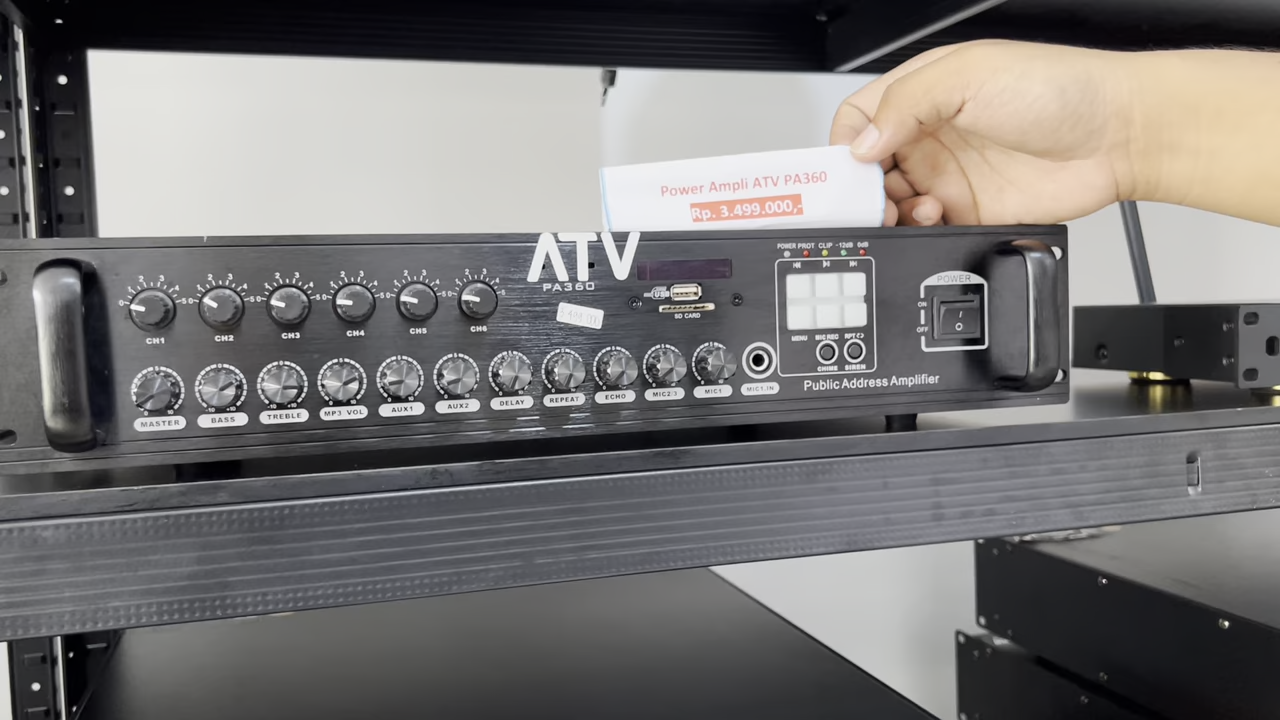 Power Ampli ATV PA360
Rp. 3.499.000,-
ATV
PA360
POWER PROT CLIP -12dB 0dB
USB
SD CARD
POWER
ON
OFF
CH1 CH2 CH3 CH4 CH5 CH6
MENU MIC REC RPT
CHIME SIREN
MASTER BASS TREBLE MP3 VOL AUX1 AUX2 DELAY REPEAT ECHO MIC2/3 MIC1 MIC1.IN
Public Address Amplifier